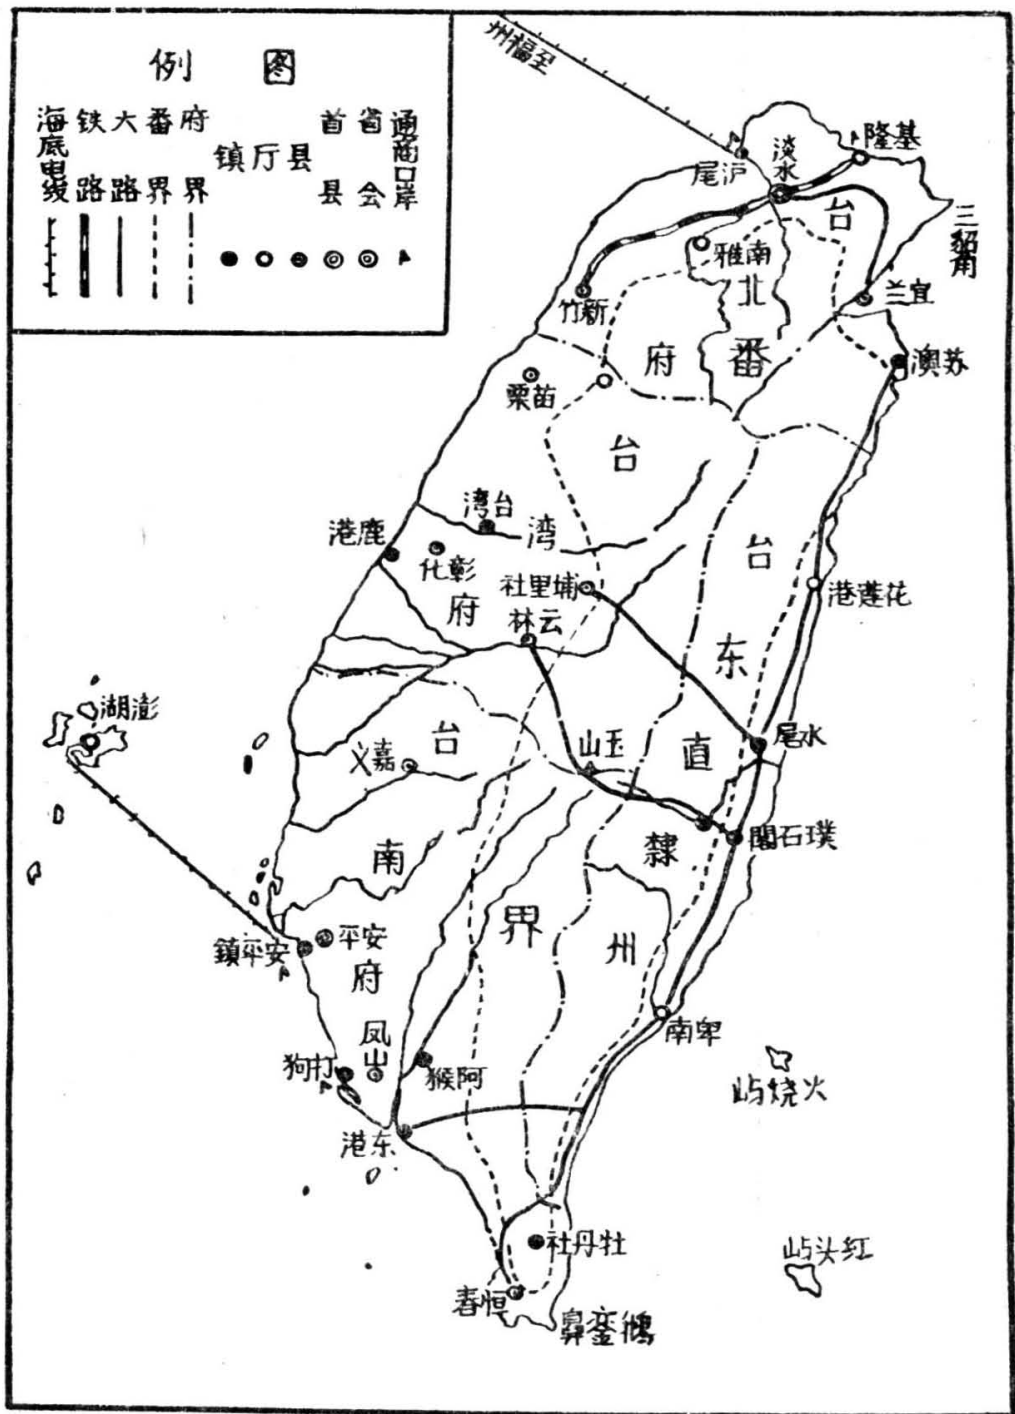 图例
通商口岸
省会
首县
县
厅
镇
府界
番界
大路
铁路
海底电线
至福州
基隆
淡水
沪尾
三貂角
台北府
南雅
宜兰
新竹
番界
苏澳
苗栗
台湾府
台湾
鹿港
彰化
埔里社
云林
台东直隶州
花莲港
澎湖
水尾
玉山
嘉义
台南府
璞石閣
安平
安平鎮
凤山
打狗
阿猴
卑南
东港
火烧屿
牡丹社
红头屿
恒春
鵝銮鼻